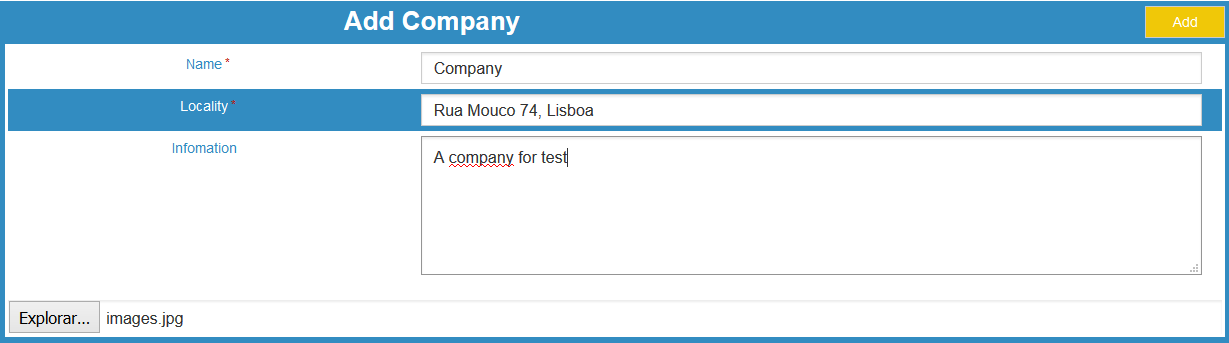 Add Company
Add
Name *
Company
Locality *
Rua Mouco 74, Lisboa
Infomation
A company for test
Explorar... images.jpg